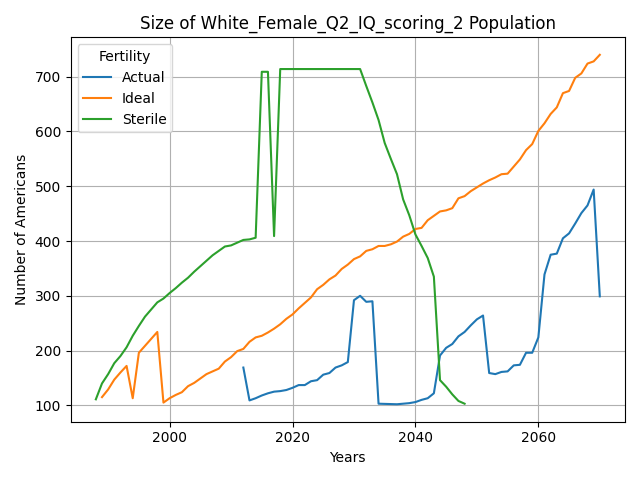 Size of White_Female_Q2_IQ_scoring_2 Population
Fertility
Actual
Ideal
Sterile
Number of Americans
700
600
500
400
300
200
100
2000
2020
2040
2060
Years